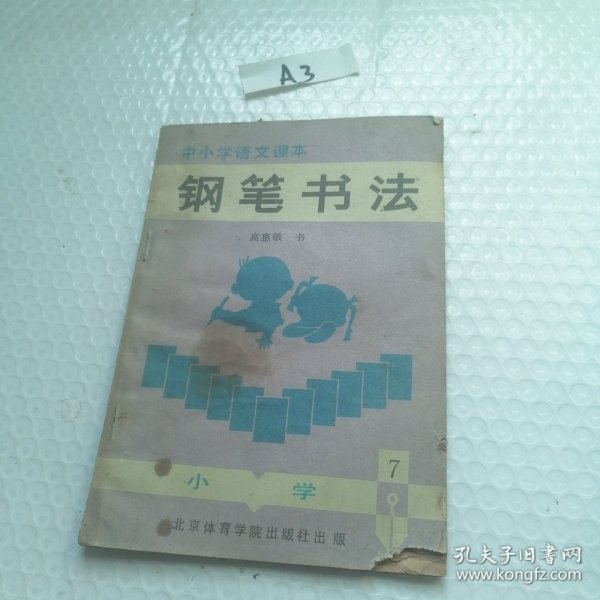 A3
中小学语文课本
钢笔书法
高惠敏 书
小学
7
北京体育学院出版社出版
孔夫子旧书网
www.kongfz.com